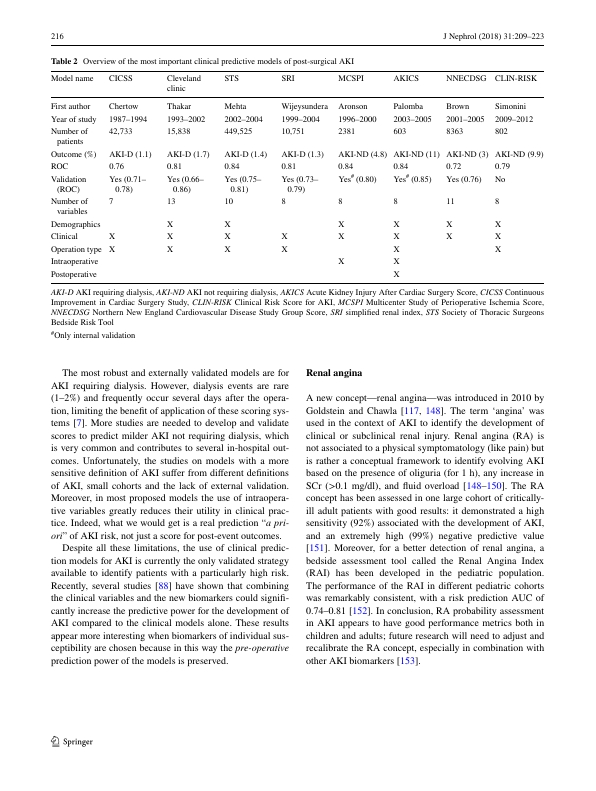 216
J Nephrol (2018) 31:209–223
Table 2 Overview of the most important clinical predictive models of post-surgical AKI
Model name CICSS Cleveland clinic STS SRI MCSPI AKICS NNECDSG CLIN-RISK
First author Chertow Thakar Mehta Wijeysundera Aronson Palomba Brown Simonini
Year of study 1987–1994 1993–2002 2002–2004 1999–2004 1996–2000 2003–2005 2001–2005 2009–2012
Number of patients 42,733 15,838 449,525 10,751 2381 603 8363 802
Outcome (%) AKI-D (1.1) AKI-D (1.7) AKI-D (1.4) AKI-D (1.3) AKI-ND (4.8) AKI-ND (11) AKI-ND (3) AKI-ND (9.9)
ROC 0.76 0.81 0.84 0.81 0.84 0.84 0.72 0.79
Validation (ROC) Yes (0.71–0.78) Yes (0.66–0.86) Yes (0.75–0.81) Yes (0.73–0.79) Yes# (0.80) Yes# (0.85) Yes (0.76) No
Number of variables 7 13 10 8 8 8 11 8
Demographics X X X X X X
Clinical X X X X X X X X
Operation type X X X X X X
Intraoperative X X
Postoperative X
AKI-D AKI requiring dialysis, AKI-ND AKI not requiring dialysis, AKICS Acute Kidney Injury After Cardiac Surgery Score, CICSS Continuous
Improvement in Cardiac Surgery Study, CLIN-RISK Clinical Risk Score for AKI, MCSPI Multicenter Study of Perioperative Ischemia Score,
NNECDSG Northern New England Cardiovascular Disease Study Group Score, SRI simplified renal index, STS Society of Thoracic Surgeons
Bedside Risk Tool
#Only internal validation
The most robust and externally validated models are for
AKI requiring dialysis. However, dialysis events are rare
(1–2%) and frequently occur several days after the opera-
tion, limiting the benefit of application of these scoring sys-
tems [7]. More studies are needed to develop and validate
scores to predict milder AKI not requiring dialysis, which
is very common and contributes to several in-hospital out-
comes. Unfortunately, the studies on models with a more
sensitive definition of AKI suffer from different definitions
of AKI, small cohorts and the lack of external validation.
Moreover, in most proposed models the use of intraopera-
tive variables greatly reduces their utility in clinical prac-
tice. Indeed, what we would get is a real prediction “a pri-
ori” of AKI risk, not just a score for post-event outcomes.
Despite all these limitations, the use of clinical predic-
tion models for AKI is currently the only validated strategy
available to identify patients with a particularly high risk.
Recently, several studies [88] have shown that combining
the clinical variables and the new biomarkers could signifi-
cantly increase the predictive power for the development of
AKI compared to the clinical models alone. These results
appear more interesting when biomarkers of individual sus-
ceptibility are chosen because in this way the pre-operative
prediction power of the models is preserved.
Renal angina
A new concept—renal angina—was introduced in 2010 by
Goldstein and Chawla [117, 148]. The term ‘angina’ was
used in the context of AKI to identify the development of
clinical or subclinical renal injury. Renal angina (RA) is
not associated to a physical symptomatology (like pain) but
is rather a conceptual framework to identify evolving AKI
based on the presence of oliguria (for 1 h), any increase in
SCr (>0.1 mg/dl), and fluid overload [148–150]. The RA
concept has been assessed in one large cohort of critically-
ill adult patients with good results: it demonstrated a high
sensitivity (92%) associated with the development of AKI,
and an extremely high (99%) negative predictive value
[151]. Moreover, for a better detection of renal angina, a
bedside assessment tool called the Renal Angina Index
(RAI) has been developed in the pediatric population.
The performance of the RAI in different pediatric cohorts
was remarkably consistent, with a risk prediction AUC of
0.74–0.81 [152]. In conclusion, RA probability assessment
in AKI appears to have good performance metrics both in
children and adults; future research will need to adjust and
recalibrate the RA concept, especially in combination with
other AKI biomarkers [153].
Springer